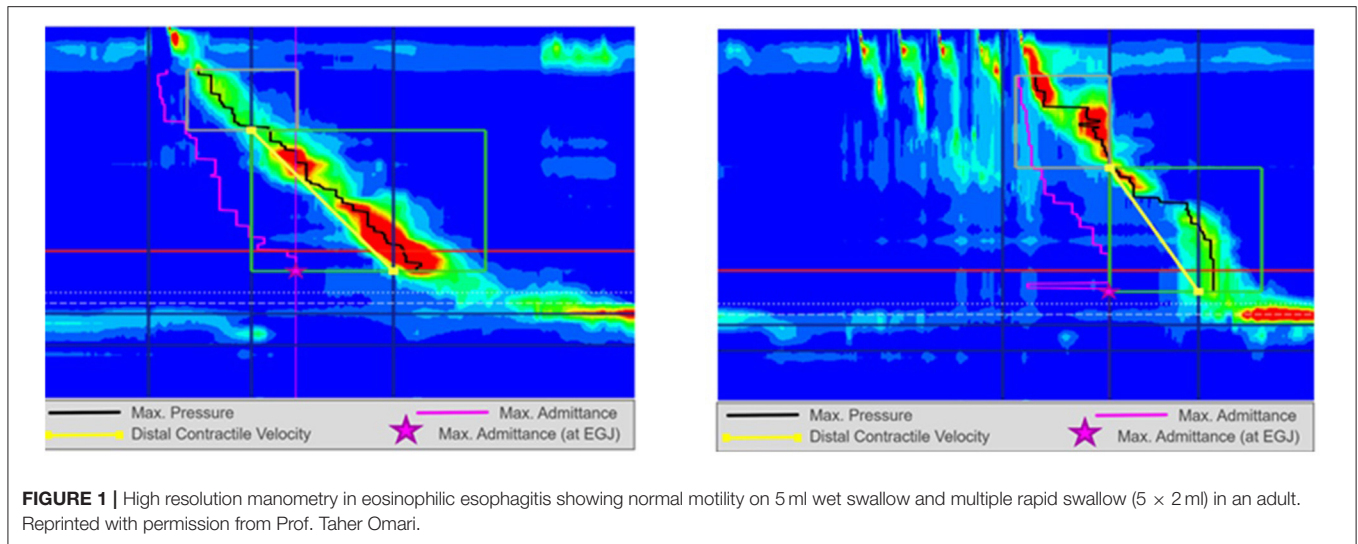 Max. Pressure Max. Admittance
Distal Contractile Velocity Max. Admittance (at EGJ)
Max. Pressure Max. Admittance
Distal Contractile Velocity Max. Admittance (at EGJ)
FIGURE 1 | High resolution manometry in eosinophilic esophagitis showing normal motility on 5 ml wet swallow and multiple rapid swallow (5 × 2 ml) in an adult.
Reprinted with permission from Prof. Taher Omari.